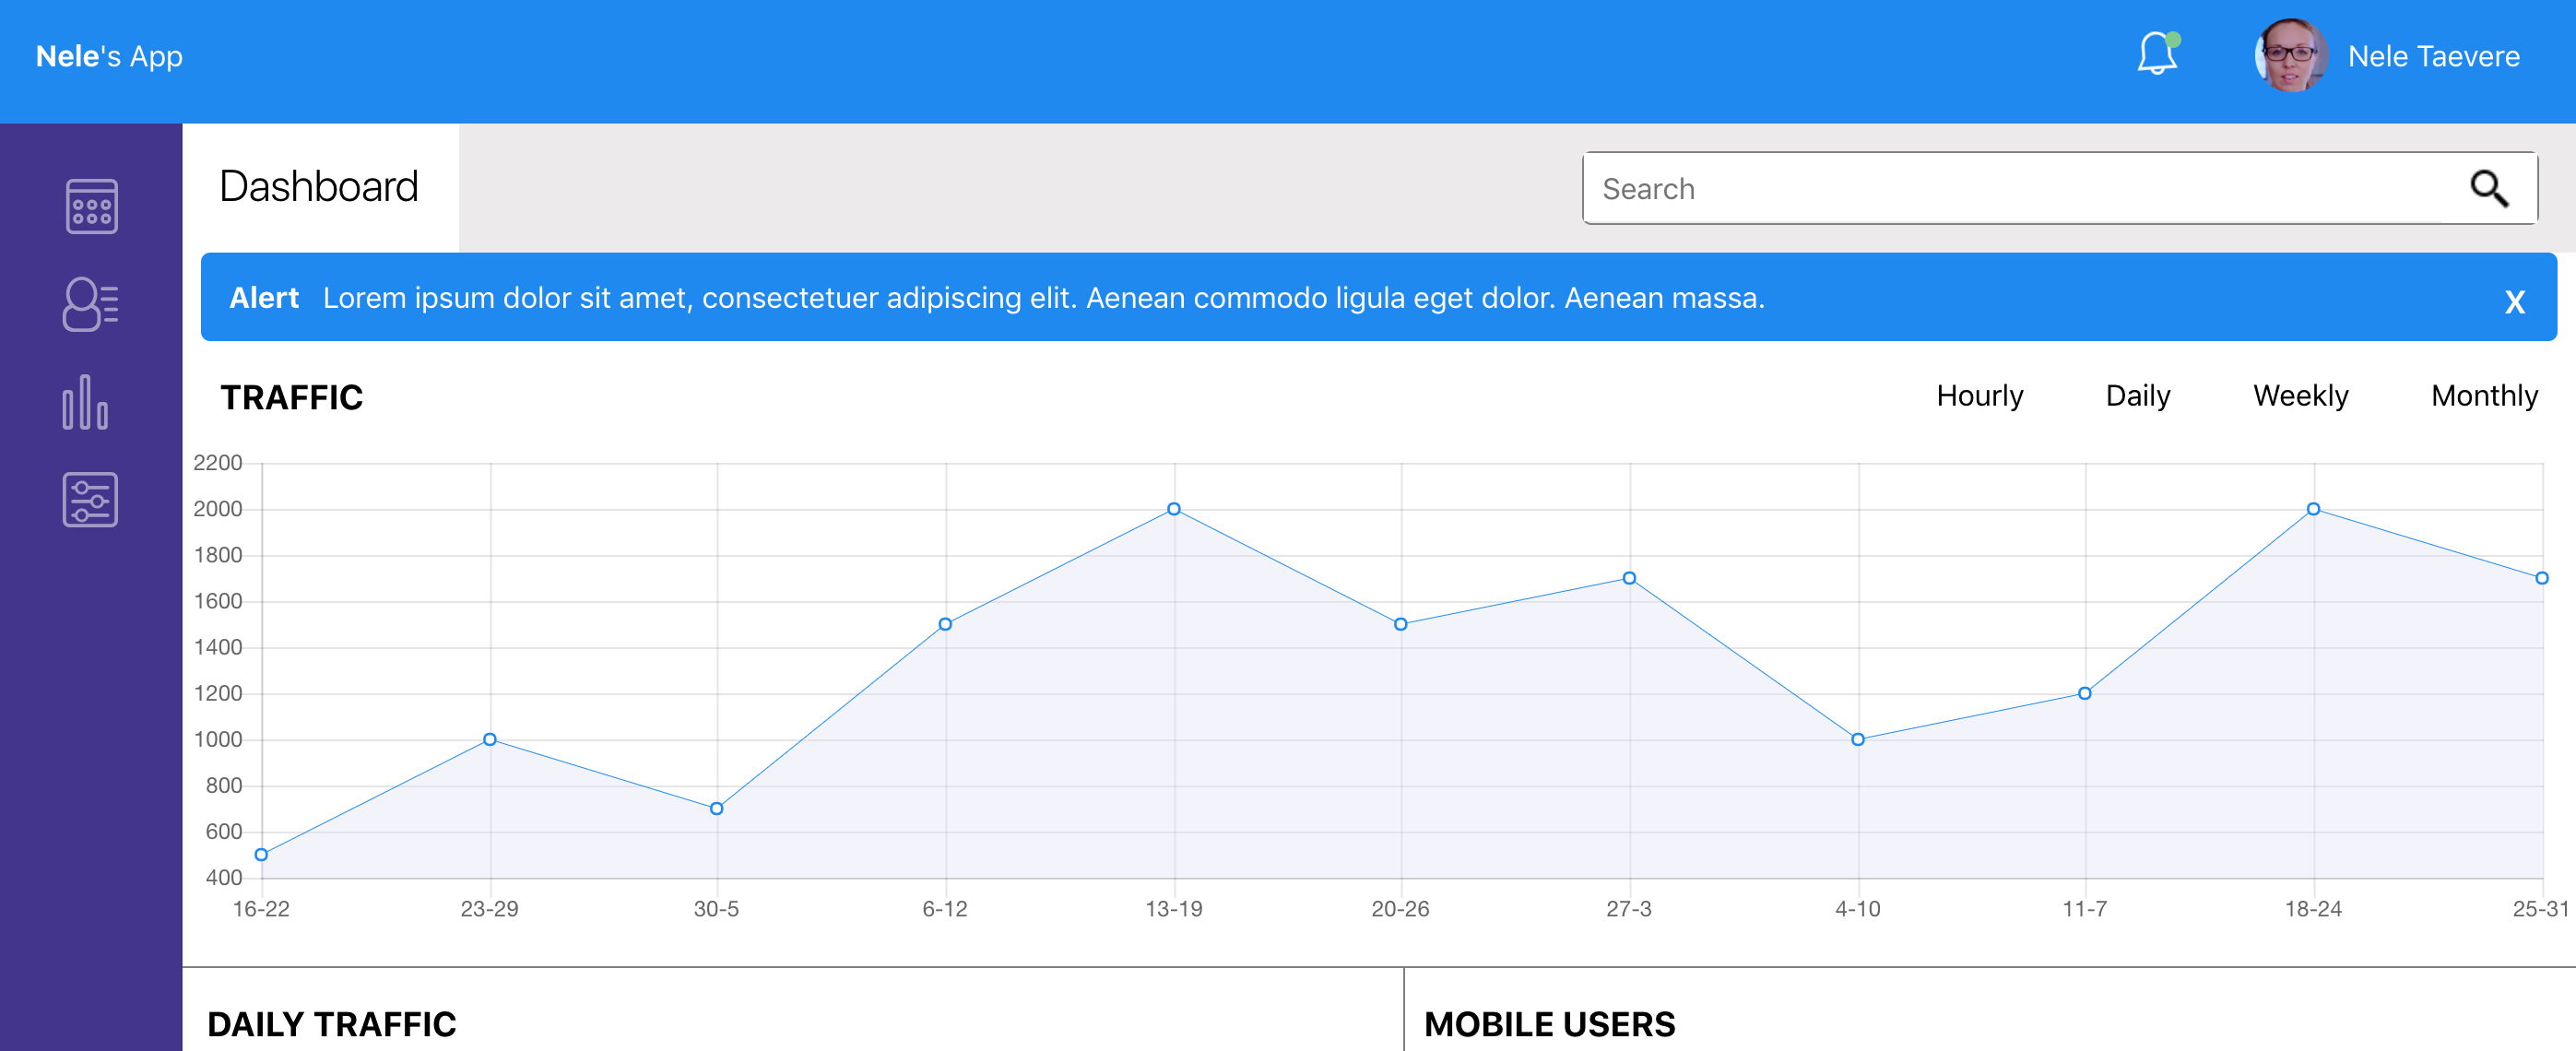 Nele's App
Nele Taevere
Dashboard
Search
Alert Lorem ipsum dolor sit amet, consectetuer adipiscing elit. Aenean commodo ligula eget dolor. Aenean massa.
X
TRAFFIC
Hourly Daily Weekly Monthly
2200
2000
1800
1600
1400
1200
1000
800
600
400
16-22 23-29 30-5 6-12 13-19 20-26 27-3 4-10 11-7 18-24 25-31
DAILY TRAFFIC
MOBILE USERS